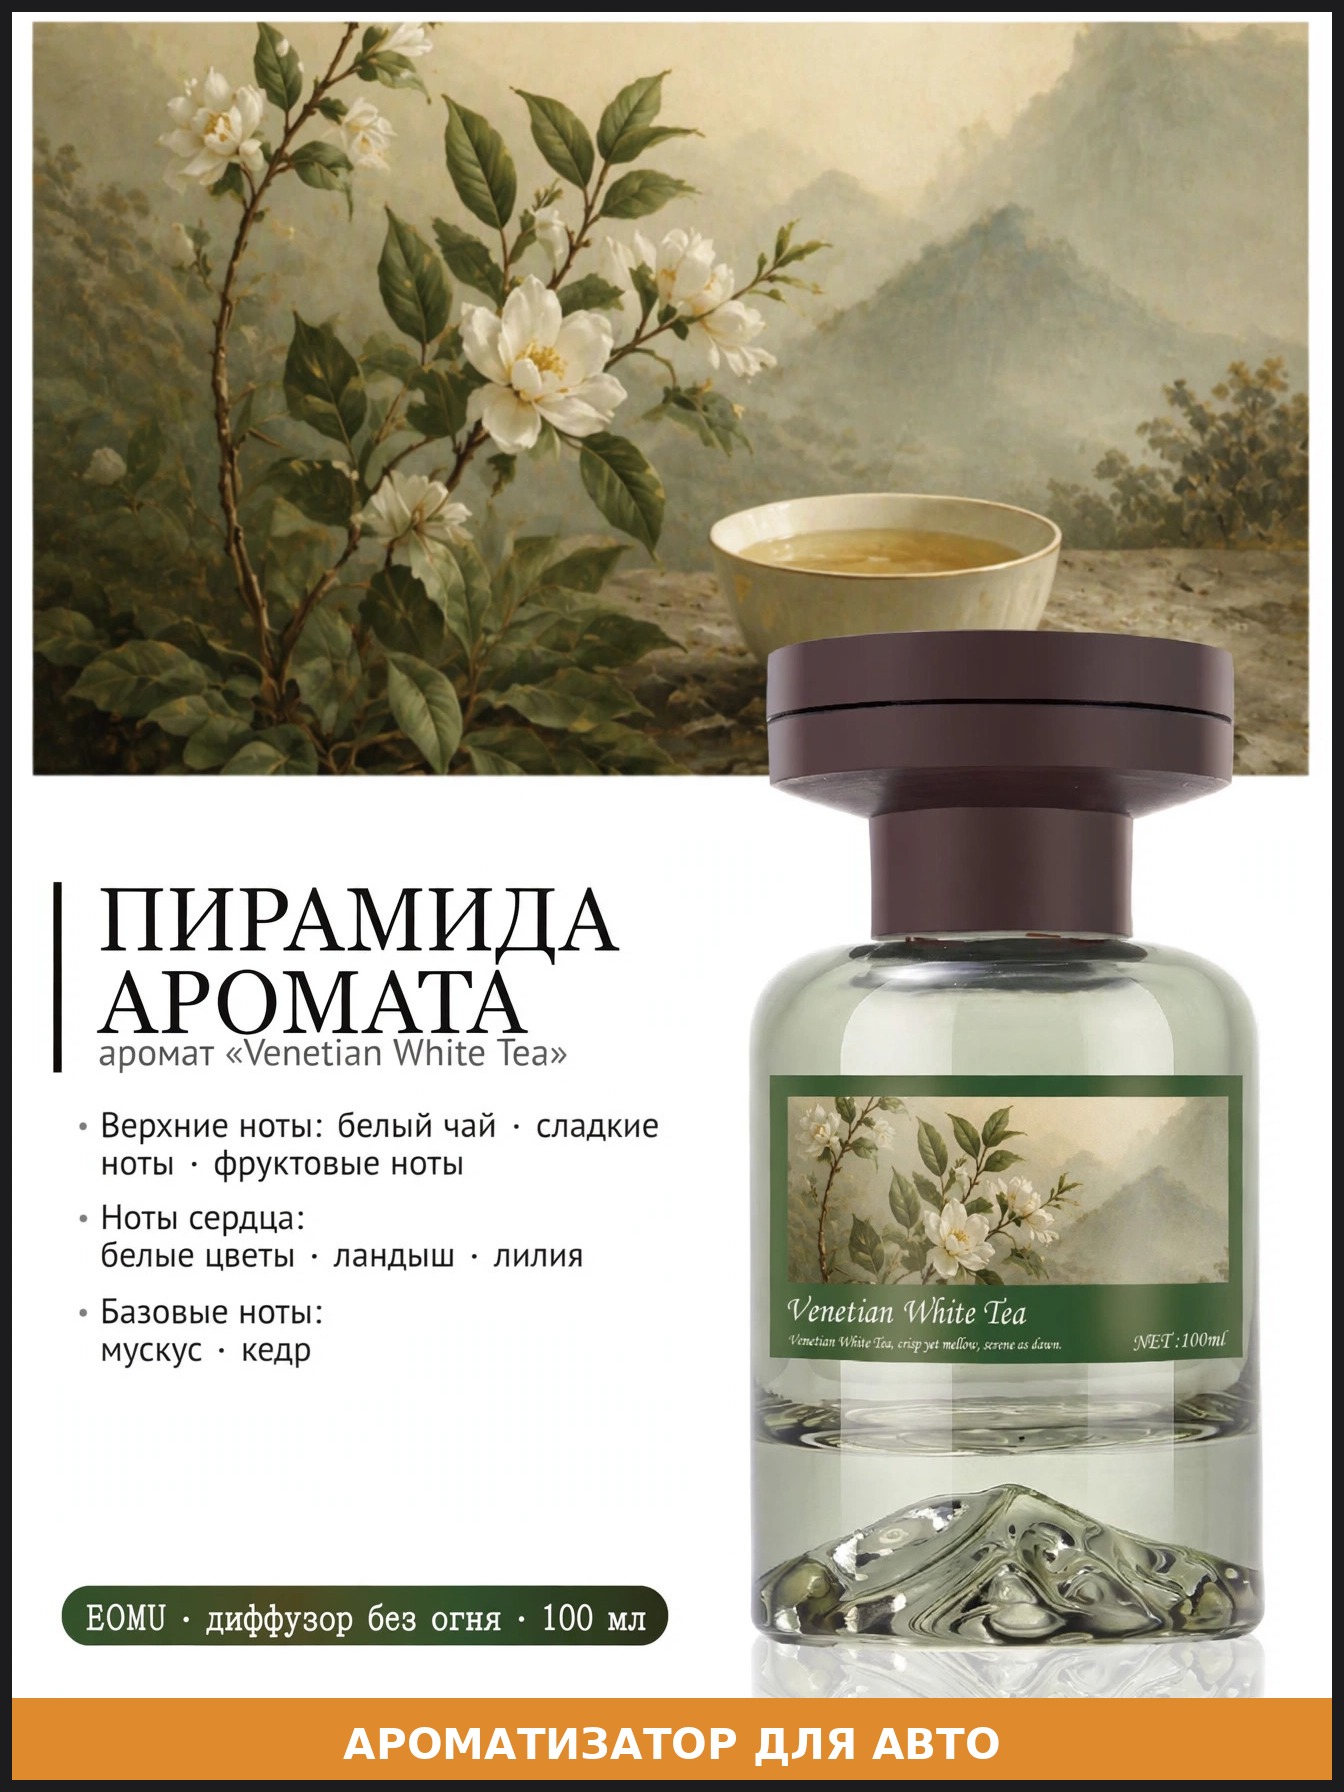 ПИРАМИДА
АРОМАТА
аромат «Venetian White Tea»
• Верхние ноты: белый чай · сладкие
ноты · фруктовые ноты
• Ноты сердца:
белые цветы · ландыш · лилия
• Базовые ноты:
мускус · кедр
Venetian White Tea
Venetian White Tea, crisp yet mellow, serene as dawn.
NET:100ml
EOMU · диффузор без огня · 100 мл
АРОМАТИЗАТОР ДЛЯ АВТО